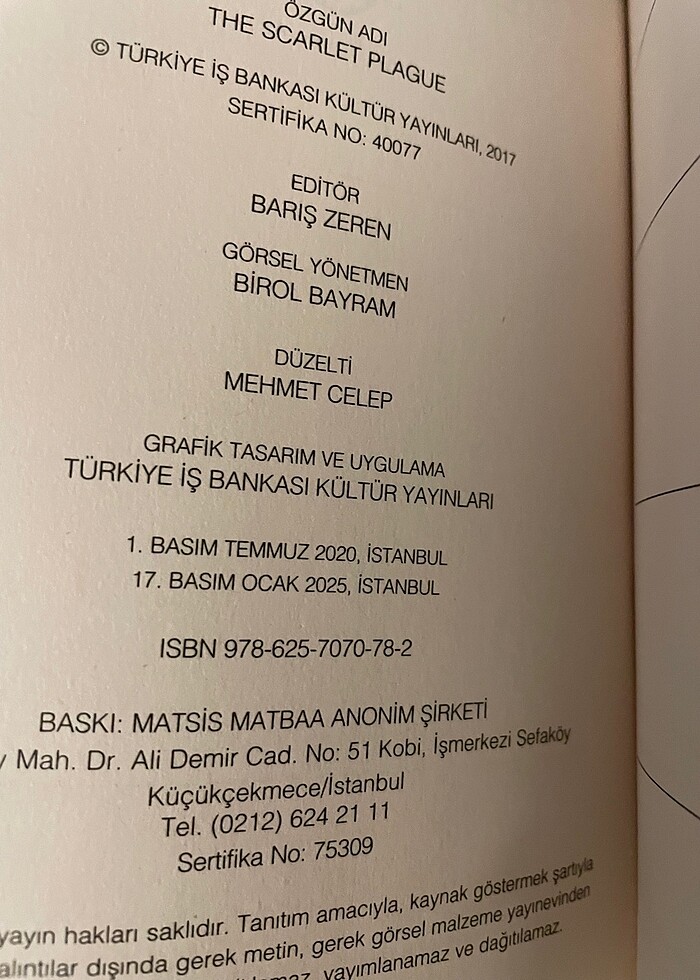 ÖZGÜN ADI
THE SCARLET PLAGUE
© TÜRKİYE İŞ BANKASI KÜLTÜR YAYINLARI, 2017
SERTİFİKA NO: 40077
EDİTÖR
BARIŞ ZEREN
GÖRSEL YÖNETMEN
BİROL BAYRAM
DÜZELTİ
MEHMET CELEP
GRAFİK TASARIM VE UYGULAMA
TÜRKİYE İŞ BANKASI KÜLTÜR YAYINLARI
1. BASIM TEMMUZ 2020, İSTANBUL
17. BASIM OCAK 2025, İSTANBUL
ISBN 978-625-7070-78-2
BASKI: MATSİS MATBAA ANONİM ŞİRKETİ
Mah. Dr. Ali Demir Cad. No: 51 Kobi, İşmerkezi Sefaköy
Küçükçekmece/İstanbul
Tel. (0212) 624 21 11
Sertifika No: 75309
yayın hakları saklıdır. Tanıtım amacıyla, kaynak göstermek şartıyla
alıntılar dışında gerek metin, gerek görsel malzeme yayınevinden
yayımlanamaz ve dağıtılamaz.